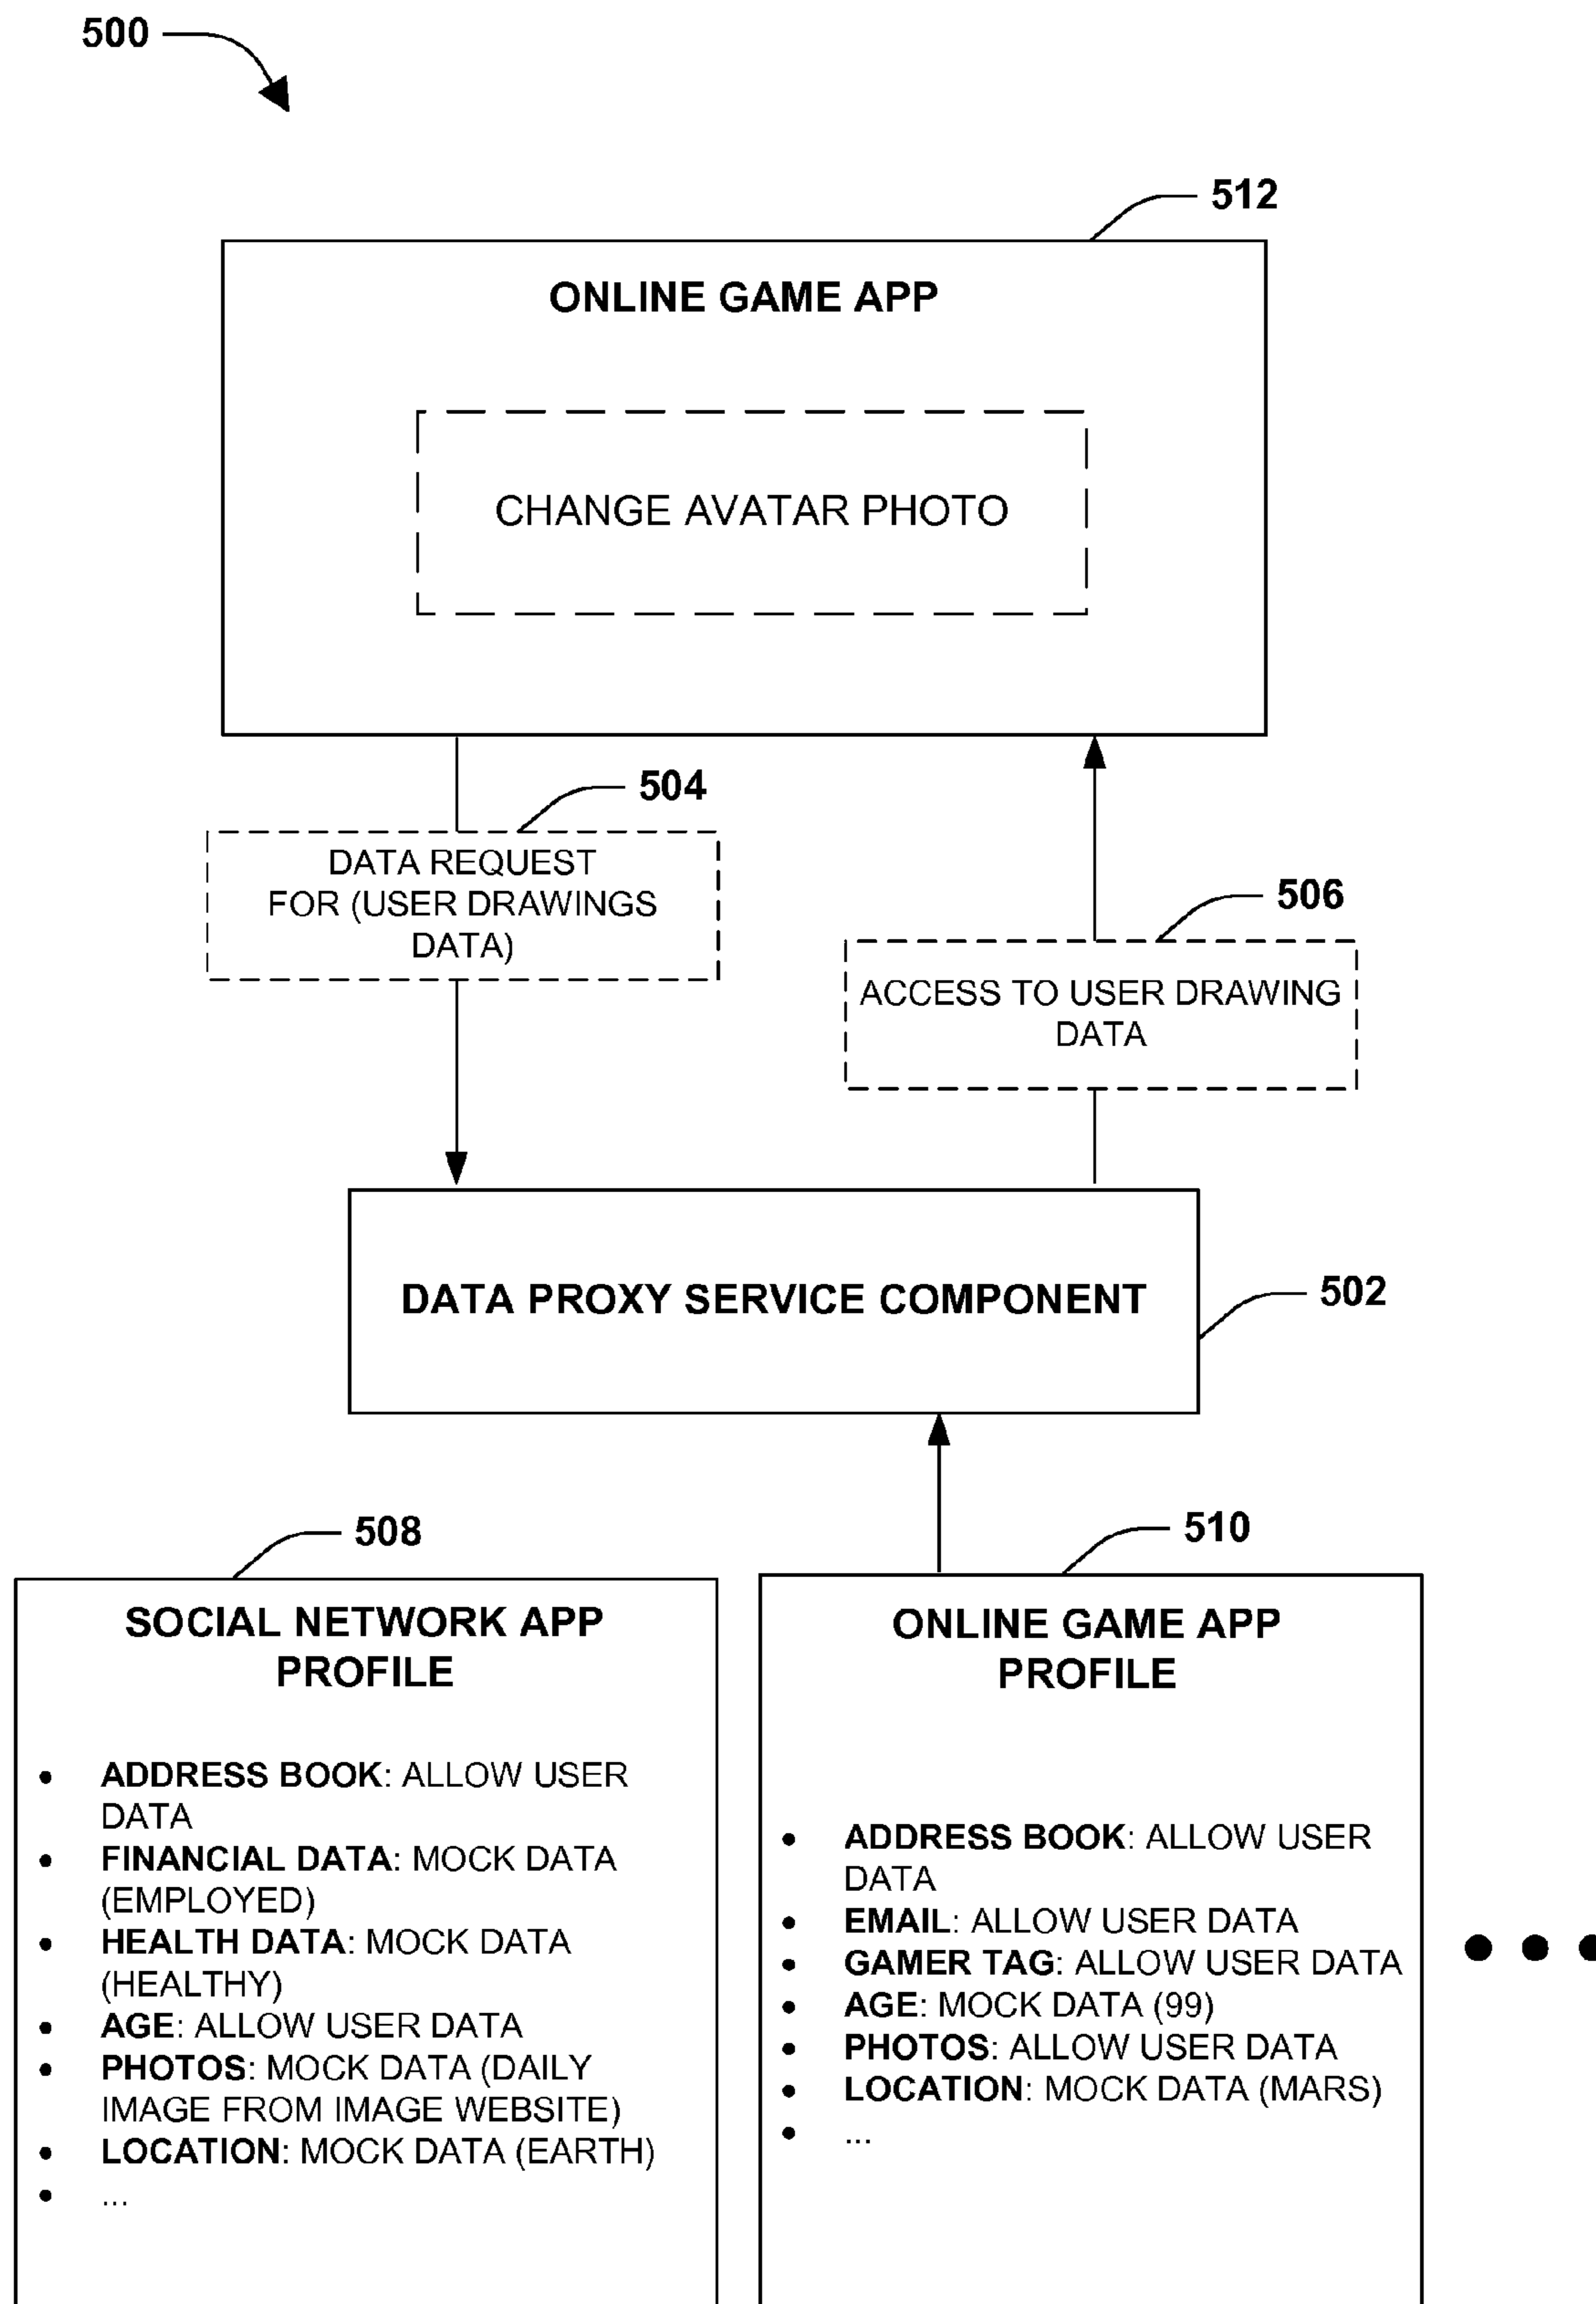 500
512
ONLINE GAME APP
CHANGE AVATAR PHOTO
504
DATA REQUEST
FOR (USER DRAWINGS
DATA)
506
ACCESS TO USER DRAWING
DATA
DATA PROXY SERVICE COMPONENT
502
508
SOCIAL NETWORK APP
PROFILE
• ADDRESS BOOK: ALLOW USER
DATA
• FINANCIAL DATA: MOCK DATA
(EMPLOYED)
• HEALTH DATA: MOCK DATA
(HEALTHY)
• AGE: ALLOW USER DATA
• PHOTOS: MOCK DATA (DAILY
IMAGE FROM IMAGE WEBSITE)
• LOCATION: MOCK DATA (EARTH)
• ...
510
ONLINE GAME APP
PROFILE
• ADDRESS BOOK: ALLOW USER
DATA
• EMAIL: ALLOW USER DATA
• GAMER TAG: ALLOW USER DATA
• AGE: MOCK DATA (99)
• PHOTOS: ALLOW USER DATA
• LOCATION: MOCK DATA (MARS)
• ...